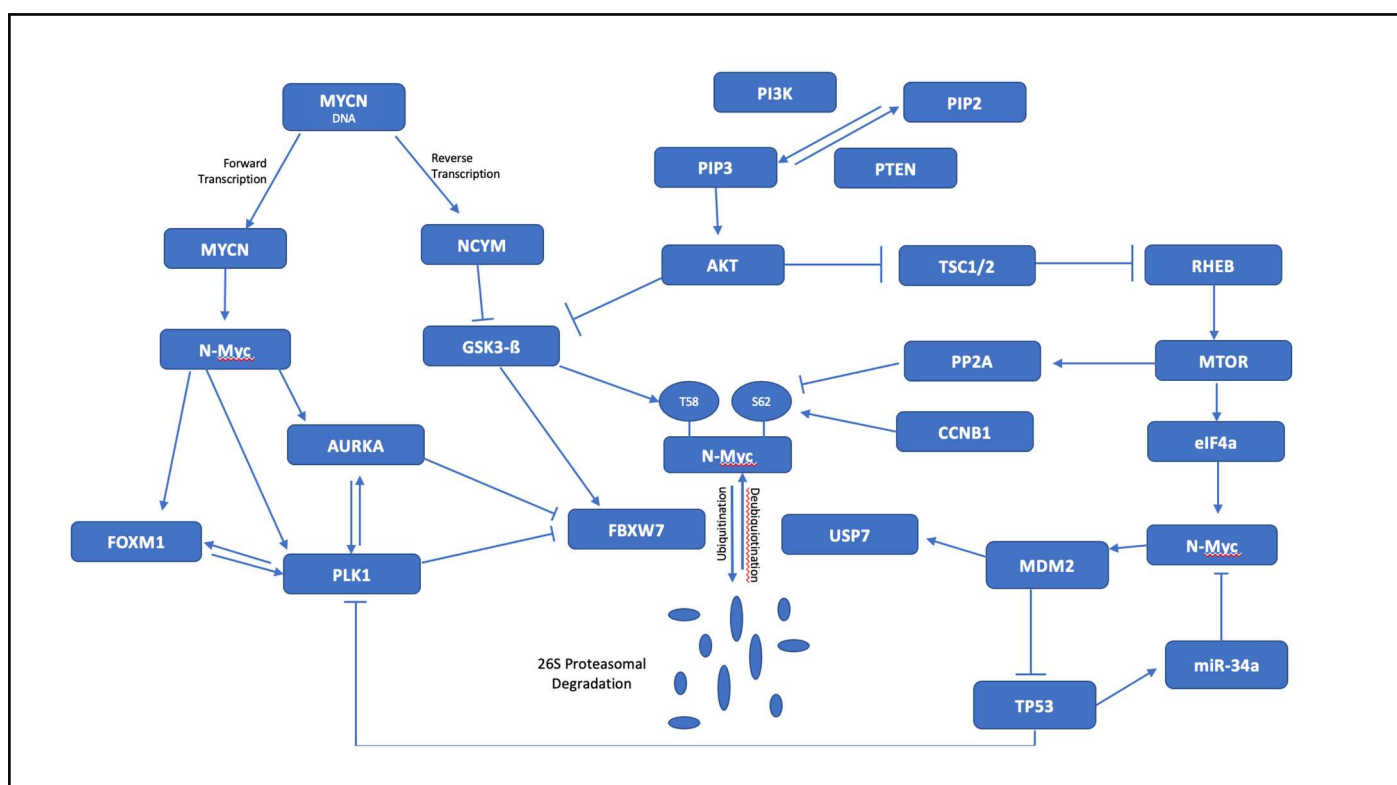 MYCN
DNA
Forward
Transcription
Reverse
Transcription
MYCN
NCYM
N-Myc
GSK3-ß
AURKA
FOXM1
PLK1
FBXW7
PI3K
PIP2
PIP3
PTEN
AKT
TSC1/2
RHEB
PP2A
MTOR
T58
S62
CCNB1
eIF4a
N-Myc
Ubiquitination
Deubiquiotination
USP7
MDM2
N-Myc
26S Proteasomal
Degradation
TP53
miR-34a